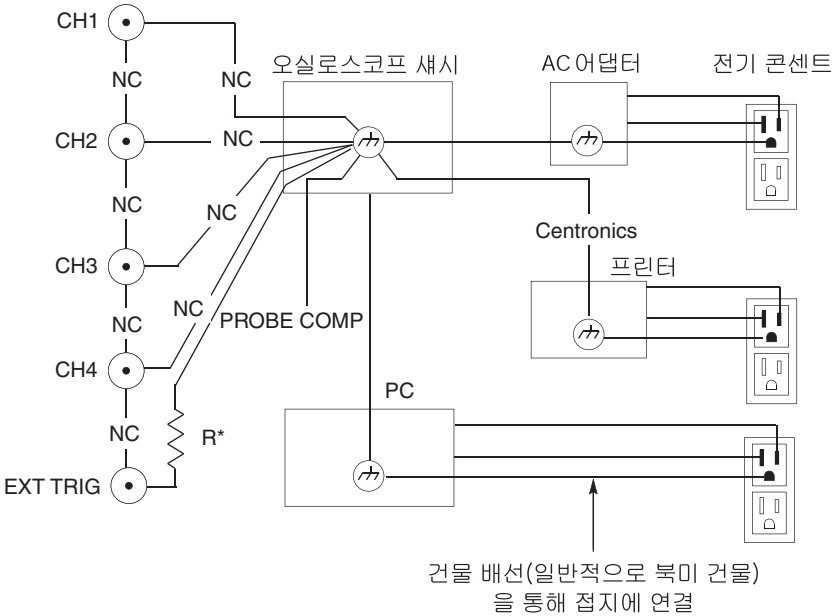 CH1
NC
NC
오실로스코프 섀시
AC 어댑터
전기 콘센트
CH2
NC
NC
NC
CH3
Centronics
프린터
NC
NC
PROBE COMP
CH4
PC
NC
R*
EXT TRIG
건물 배선(일반적으로 북미 건물)
을 통해 접지에 연결